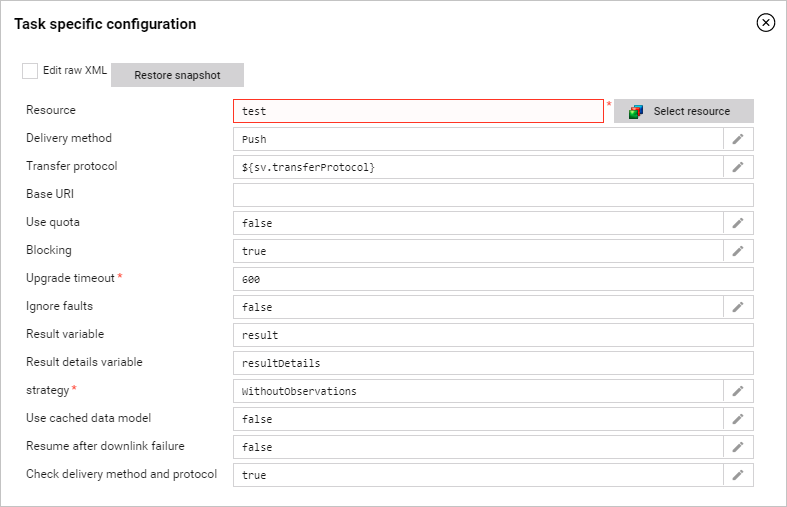 Task specific configuration
Edit raw XML Restore snapshot
Resource test * Select resource
Delivery method Push
Transfer protocol ${sv.transferProtocol}
Base URI
Use quota false
Blocking true
Upgrade timeout * 600
Ignore faults false
Result variable result
Result details variable resultDetails
strategy * WithoutObservations
Use cached data model false
Resume after downlink failure false
Check delivery method and protocol true